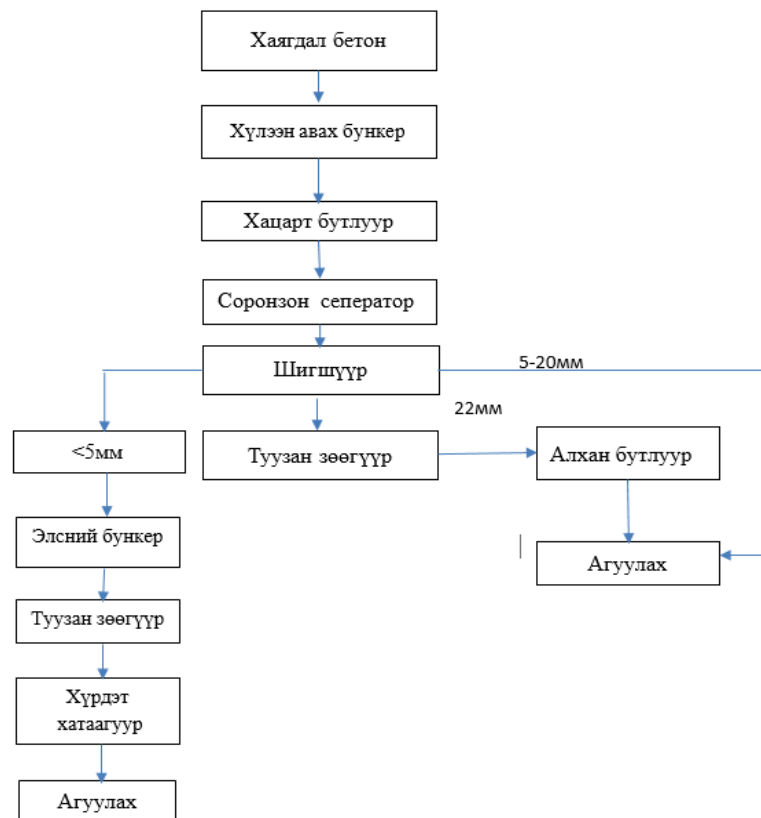 Хаягдал бетон
Хүлээн авах бункер
Хацарт бутлуур
Соронзон сеператор
Шигшүүр
5-20мм
22мм
<5мм
Туузан зөөгүүр
Алхан бутлуур
Элсний бункер
Агуулах
Туузан зөөгүүр
Хүрдэт
хатаагуур
Агуулах